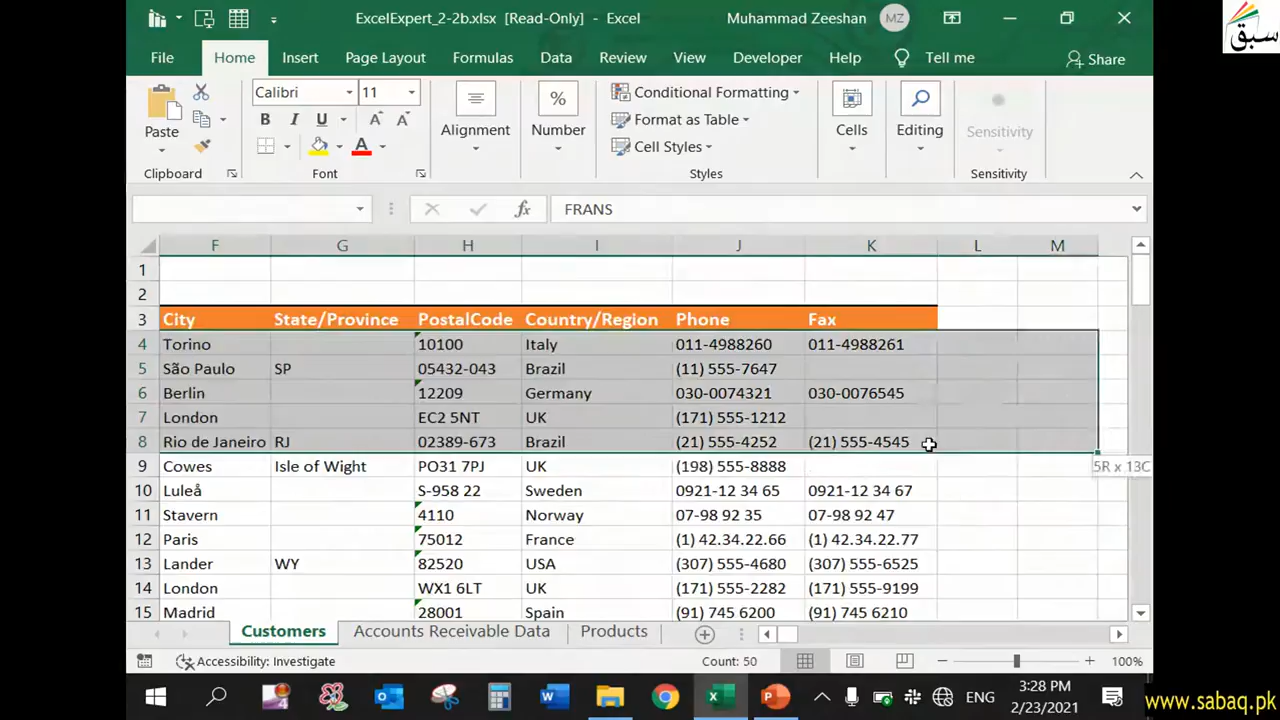 ExcelExpert_2-2b.xlsx [Read-Only] - Excel
Muhammad Zeeshan MZ
سبق
File Home Insert Page Layout Formulas Data Review View Developer Help Tell me Share
Paste
Calibri 11
B I U A A
A
Alignment
%
Number
Conditional Formatting
Format as Table
Cell Styles
Cells
Editing
Sensitivity
Clipboard Font Styles Sensitivity
fx FRANS
F G H I J K L M
1
2
3 City State/Province PostalCode Country/Region Phone Fax
4 Torino 10100 Italy 011-4988260 011-4988261
5 São Paulo SP 05432-043 Brazil (11) 555-7647
6 Berlin 12209 Germany 030-0074321 030-0076545
7 London EC2 5NT UK (171) 555-1212
8 Rio de Janeiro RJ 02389-673 Brazil (21) 555-4252 (21) 555-4545
9 Cowes Isle of Wight PO31 7PJ UK (198) 555-8888
5R x 13C
10 Luleå S-958 22 Sweden 0921-12 34 65 0921-12 34 67
11 Stavern 4110 Norway 07-98 92 35 07-98 92 47
12 Paris 75012 France (1) 42.34.22.66 (1) 42.34.22.77
13 Lander WY 82520 USA (307) 555-4680 (307) 555-6525
14 London WX1 6LT UK (171) 555-2282 (171) 555-9199
15 Madrid 28001 Spain (91) 745 6200 (91) 745 6210
Customers Accounts Receivable Data Products
Accessibility: Investigate Count: 50 100%
ENG
3:28 PM
2/23/2021
www.sabaq.pk